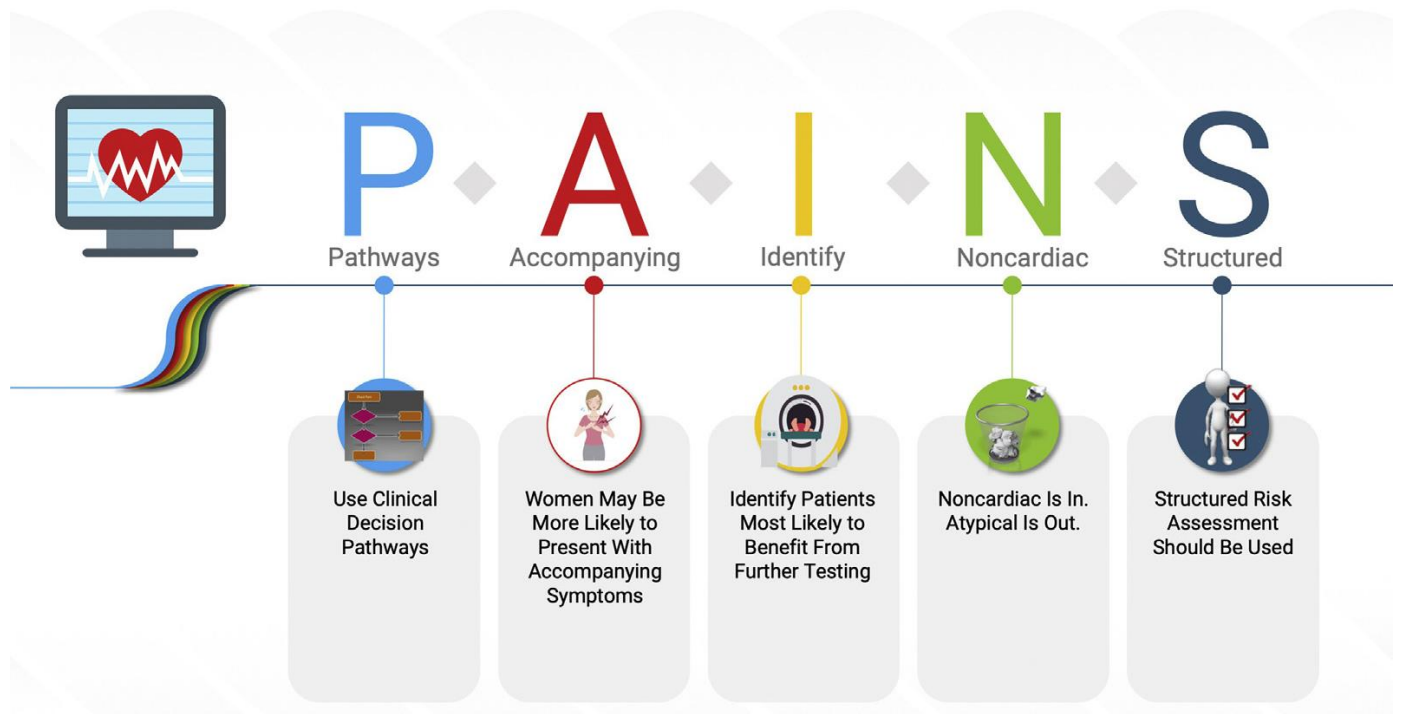 P
A
I
N
S
Pathways
Accompanying
Identify
Noncardiac
Structured
Use Clinical
Decision
Pathways
Women May Be
More Likely to
Present With
Accompanying
Symptoms
Identify Patients
Most Likely to
Benefit From
Further Testing
Noncardiac Is In.
Atypical Is Out.
Structured Risk
Assessment
Should Be Used